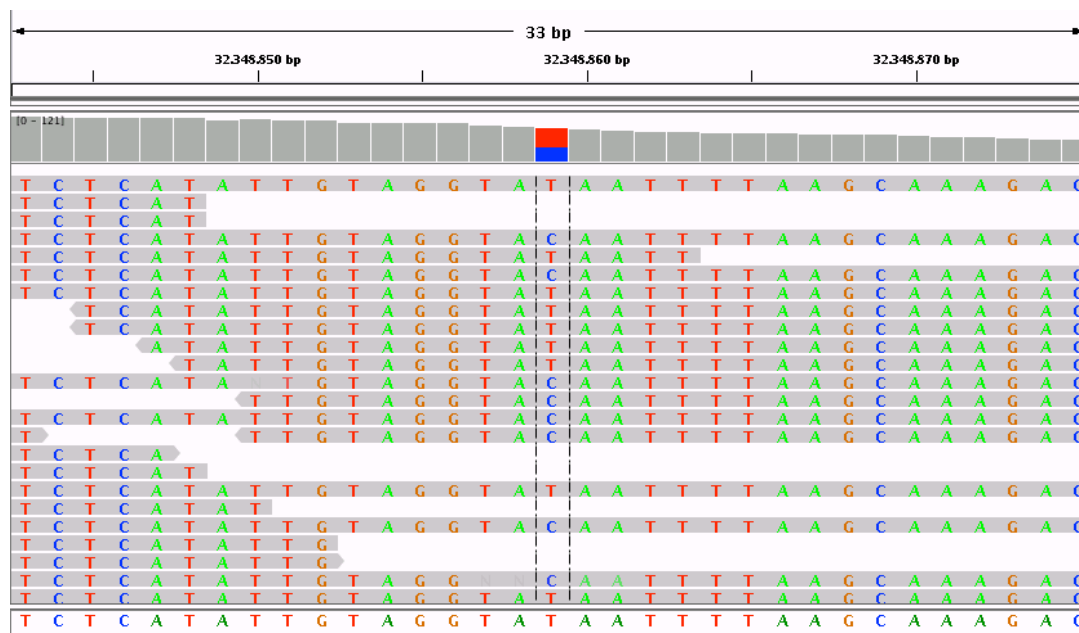 33 bp
32.348.850 bp 32.348.860 bp 32.348.870 bp
[0 - 121]
T C T C A T A T T G T A G G T A T A A T T T T A A G C A A A G A C
T C T C A T
T C T C A T
T C T C A T A T T G T A G G T A C A A T T T T A A G C A A A G A C
T C T C A T A T T G T A G G T A T A A T T
T C T C A T A T T G T A G G T A C A A T T T T A A G C A A A G A C
T C T C A T A T T G T A G G T A T A A T T T T A A G C A A A G A C
T C A T A T T G T A G G T A T A A T T T T A A G C A A A G A C
T C A T A T T G T A G G T A T A A T T T T A A G C A A A G A C
A T A T T G T A G G T A T A A T T T T A A G C A A A G A C
T A T T G T A G G T A T A A T T T T A A G C A A A G A C
T C T C A T A N T G T A G G T A C A A T T T T A A G C A A A G A C
T T G T A G G T A C A A T T T T A A G C A A A G A C
T C T C A T A T T G T A G G T A C A A T T T T A A G C A A A G A C
T T T G T A G G T A C A A T T T T A A G C A A A G A C
T C T C A
T C T C A T
T C T C A T A T T G T A G G T A T A A T T T T A A G C A A A G A C
T C T C A T A T
T C T C A T A T T G T A G G T A C A A T T T T A A G C A A A G A C
T C T C A T A T T G
T C T C A T A T T G
T C T C A T A T T G T A G G N N C A A T T T T A A G C A A A G A C
T C T C A T A T T G T A G G T A T A A T T T T A A G C A A A G A C
T C T C A T A T T G T A G G T A T A A T T T T A A G C A A A G A C